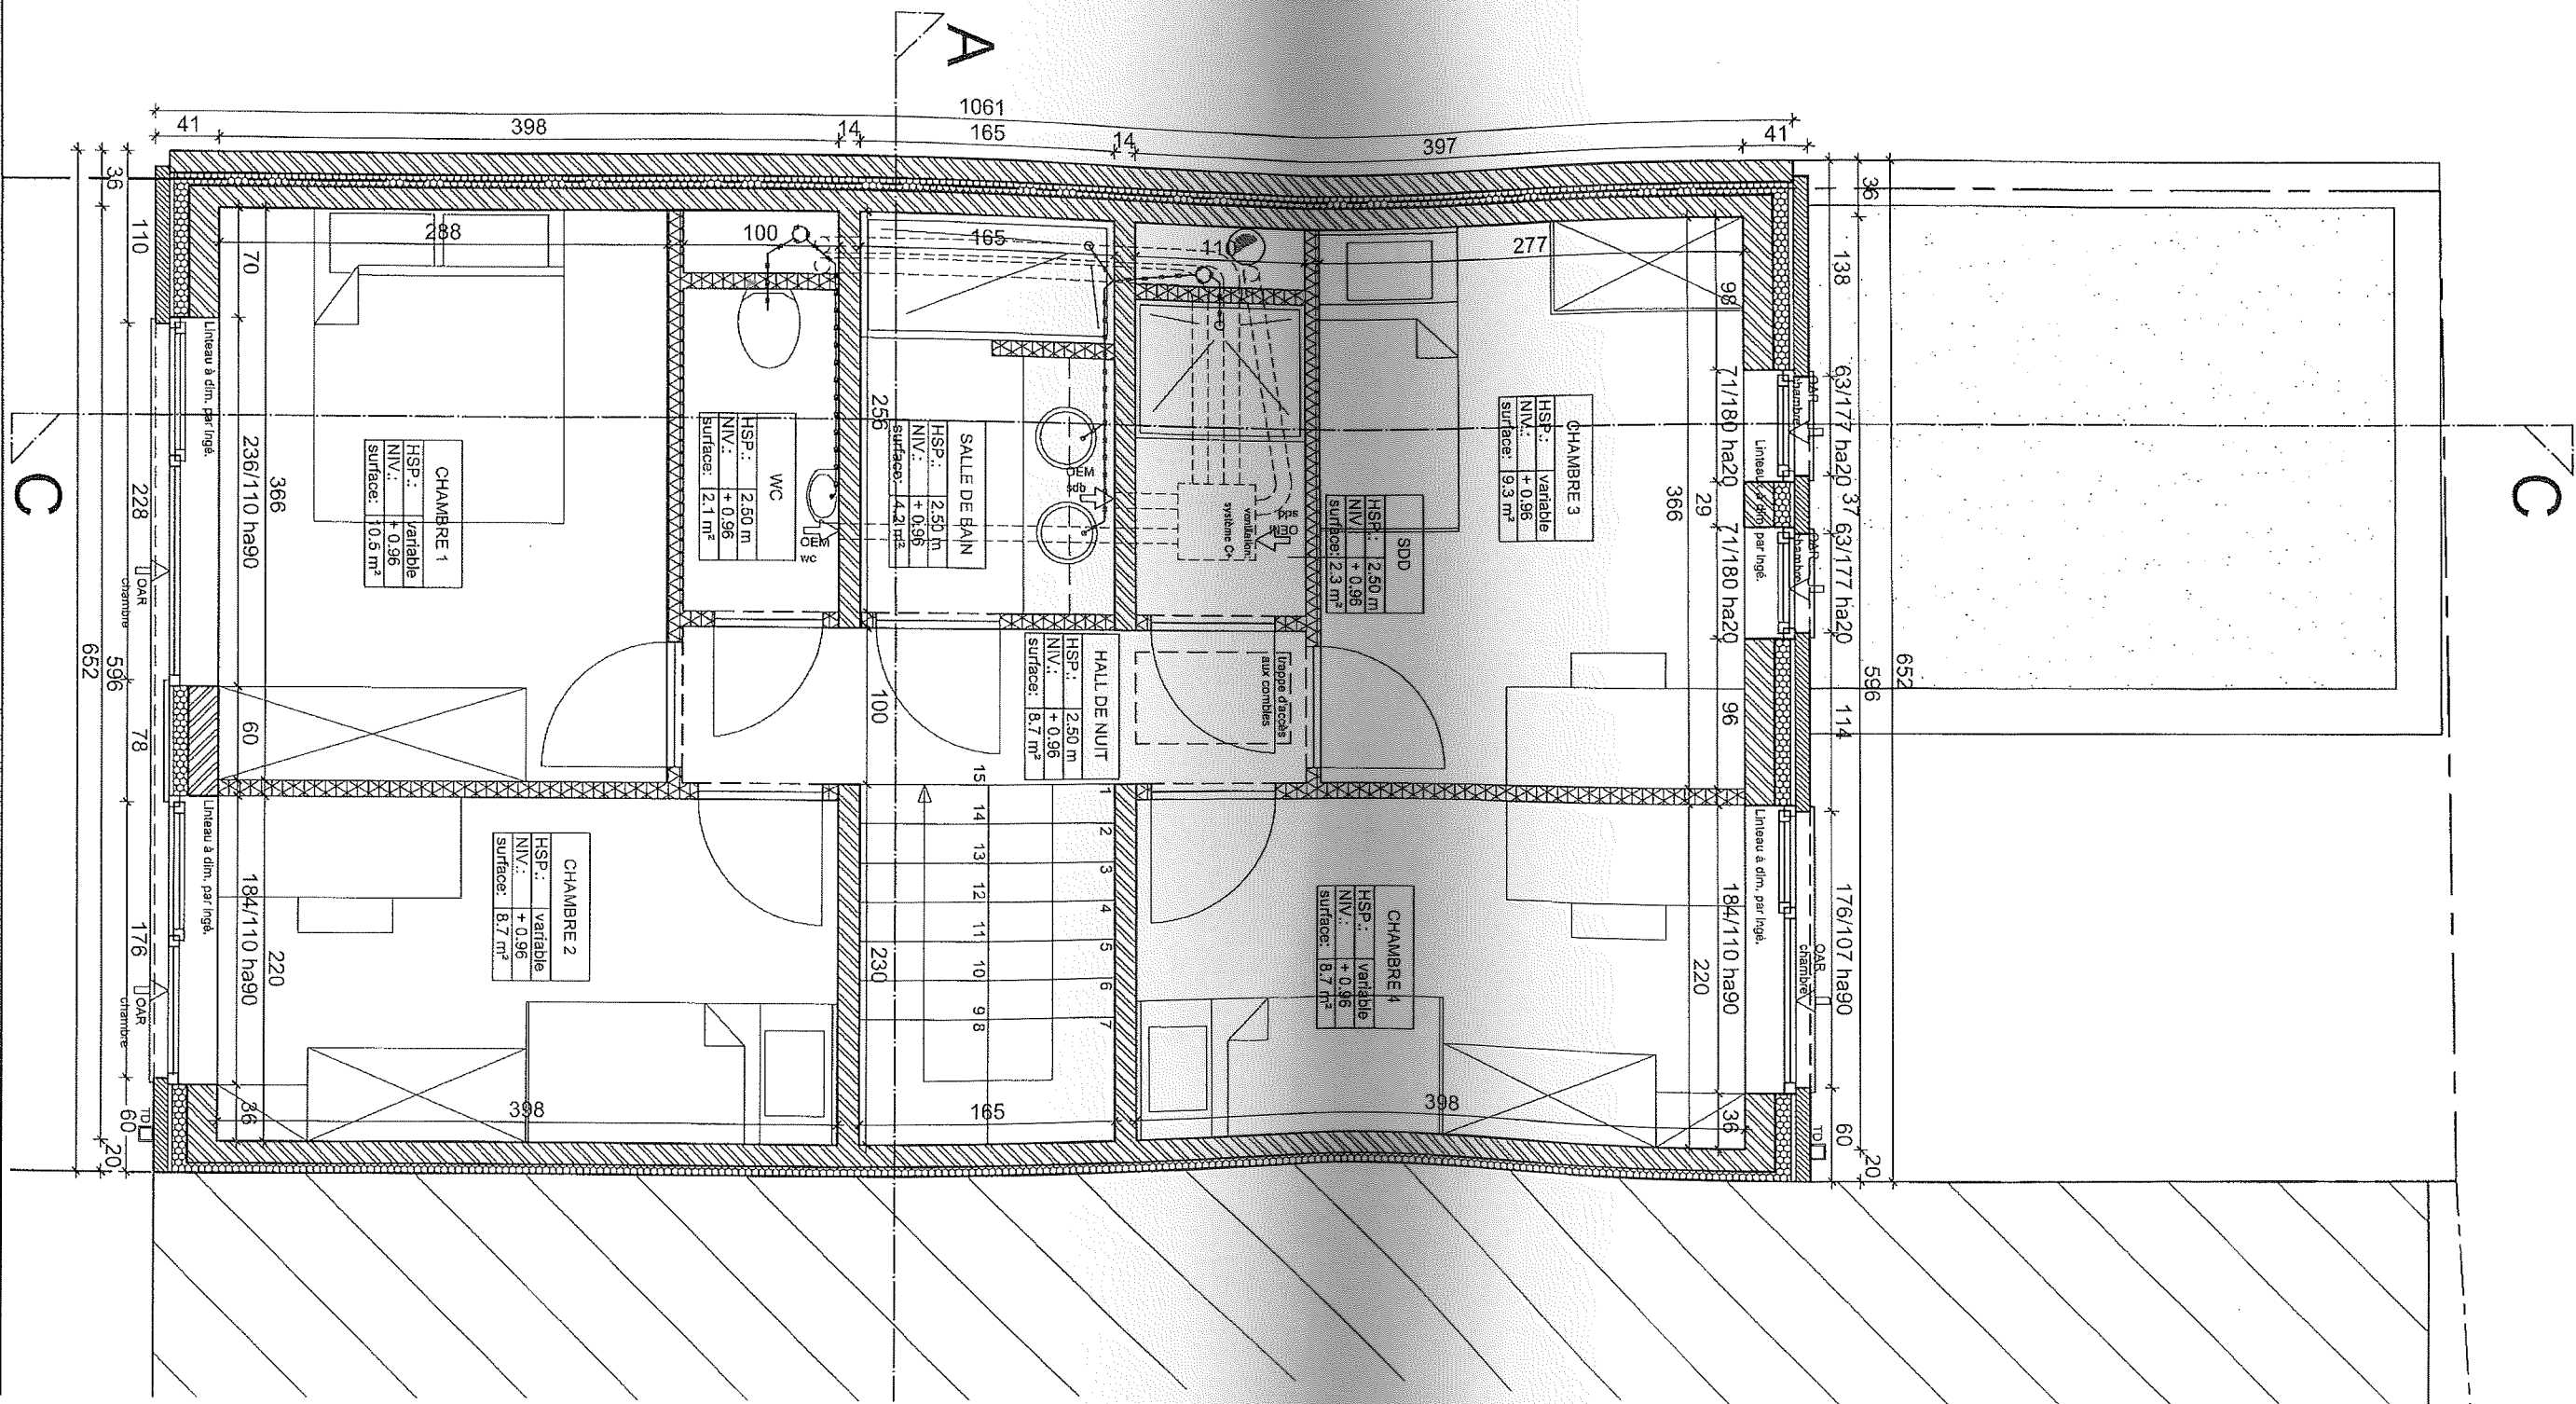 A
C
C
1061
41
398
14
165
14
397
41
36
110
228
78
176
60
20
596
652
288
100
165
110
277
70
236/110 ha90
60
184/110 ha90
36
366
220
Linteau à dim. par Ingé.
Linteau à dim. par Ingé.
OAR
chambre
OAR
chambre
TD
CHAMBRE 1
HSP.: variable
NIV.: + 0.96
surface: 10.5 m²
WC
HSP.: 2.50 m
NIV.: + 0.96
surface: 2.1 m²
OEM
wc
SALLE DE BAIN
HSP.: 2.50 m
NIV.: + 0.96
surface: 4.2 m²
OEM
sdb
256
100
230
ventilation:
système C+
OEM
sdd
SDD
HSP.: 2.50 m
NIV.: + 0.96
surface: 2.3 m²
CHAMBRE 3
HSP.: variable
NIV.: + 0.96
surface: 9.3 m²
HALL DE NUIT
HSP.: 2.50 m
NIV.: + 0.96
surface: 8.7 m²
trappe d'accès
aux combles
CHAMBRE 2
HSP.: variable
NIV.: + 0.96
surface: 8.7 m²
CHAMBRE 4
HSP.: variable
NIV.: + 0.96
surface: 8.7 m²
1
2
3
4
5
6
7
15
14
13
12
11
10
9
8
398
165
398
98
71/180 ha20
29
71/180 ha20
96
184/110 ha90
36
366
220
Linteau à dim par Ingé.
Linteau à dim. par Ingé.
OAR
chambre
OAR
chambre
OAR
chambre
TD
36
138
63/177 ha20
37
63/177 ha20
114
176/107 ha90
60
20
596
652